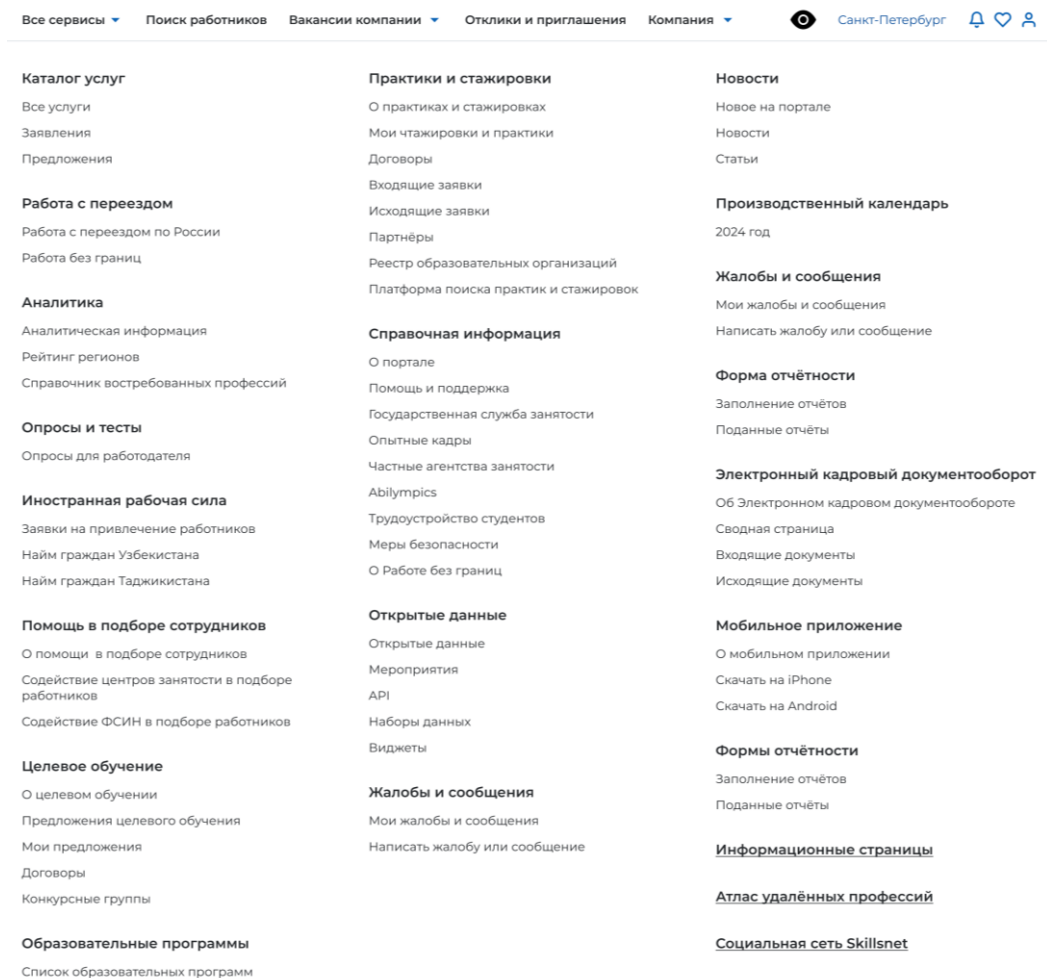 Все сервисы
Поиск работников
Вакансии компании
Отклики и приглашения
Компания
Санкт-Петербург
Каталог услуг
Все услуги
Заявления
Предложения
Работа с переездом
Работа с переездом по России
Работа без границ
Аналитика
Аналитическая информация
Рейтинг регионов
Справочник востребованных профессий
Опросы и тесты
Опросы для работодателя
Иностранная рабочая сила
Заявки на привлечение работников
Найм граждан Узбекистана
Найм граждан Таджикистана
Помощь в подборе сотрудников
О помощи в подборе сотрудников
Содействие центров занятости в подборе
работников
Содействие ФСИН в подборе работников
Целевое обучение
О целевом обучении
Предложения целевого обучения
Мои предложения
Договоры
Конкурсные группы
Образовательные программы
Список образовательных программ
Практики и стажировки
О практиках и стажировках
Мои чтажировки и практики
Договоры
Входящие заявки
Исходящие заявки
Партнёры
Реестр образовательных организаций
Платформа поиска практик и стажировок
Справочная информация
О портале
Помощь и поддержка
Государственная служба занятости
Опытные кадры
Частные агентства занятости
Abilympics
Трудоустройство студентов
Меры безопасности
О Работе без границ
Открытые данные
Открытые данные
Мероприятия
API
Наборы данных
Виджеты
Жалобы и сообщения
Мои жалобы и сообщения
Написать жалобу или сообщение
Новости
Новое на портале
Новости
Статьи
Производственный календарь
2024 год
Жалобы и сообщения
Мои жалобы и сообщения
Написать жалобу или сообщение
Форма отчётности
Заполнение отчётов
Поданные отчёты
Электронный кадровый документооборот
Об Электронном кадровом документообороте
Сводная страница
Входящие документы
Исходящие документы
Мобильное приложение
О мобильном приложении
Скачать на iPhone
Скачать на Android
Формы отчётности
Заполнение отчётов
Поданные отчёты
Информационные страницы
Атлас удалённых профессий
Социальная сеть Skillsnet